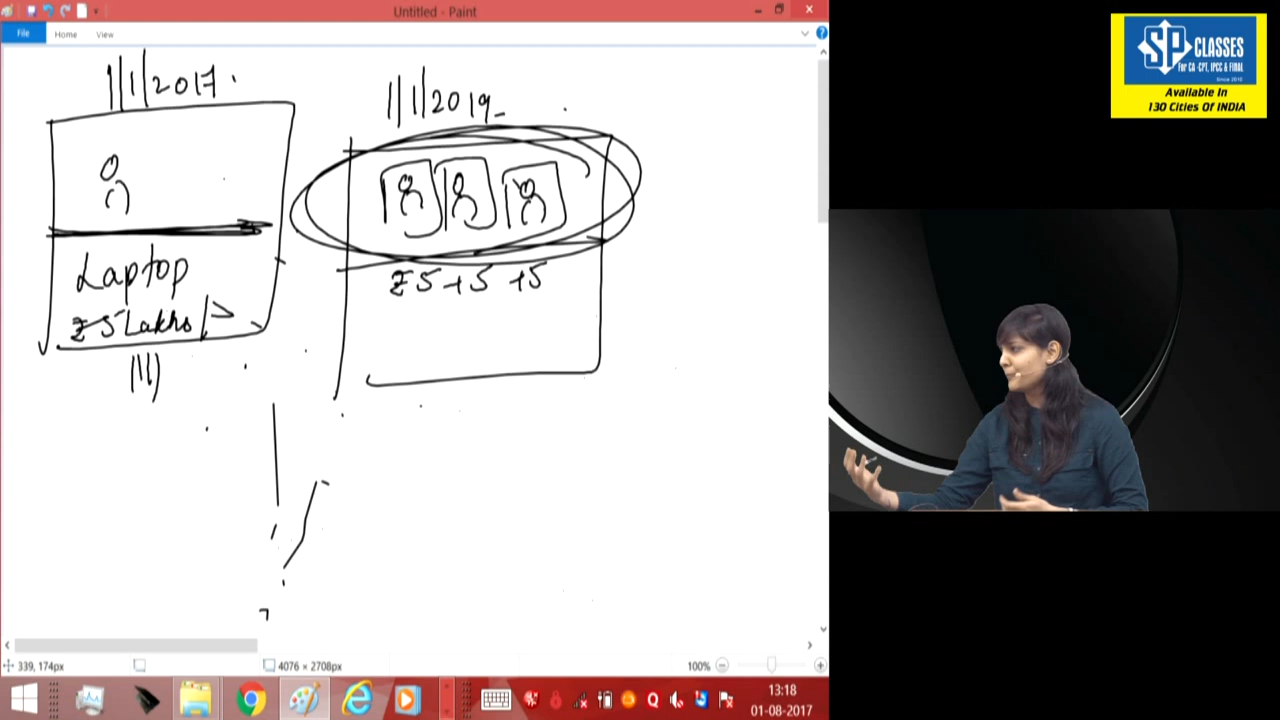 Untitled - Paint
File
Home
View
1/1/2017.
Laptop
₹5 Lakhs/-
1/1/2019
₹5+5+5
SP
CLASSES
For CA -CPT, IPCC & FINAL
Since 2010
Available In
130 Cities Of INDIA
339, 174px
4076 × 2708px
100%
13:18
01-08-2017